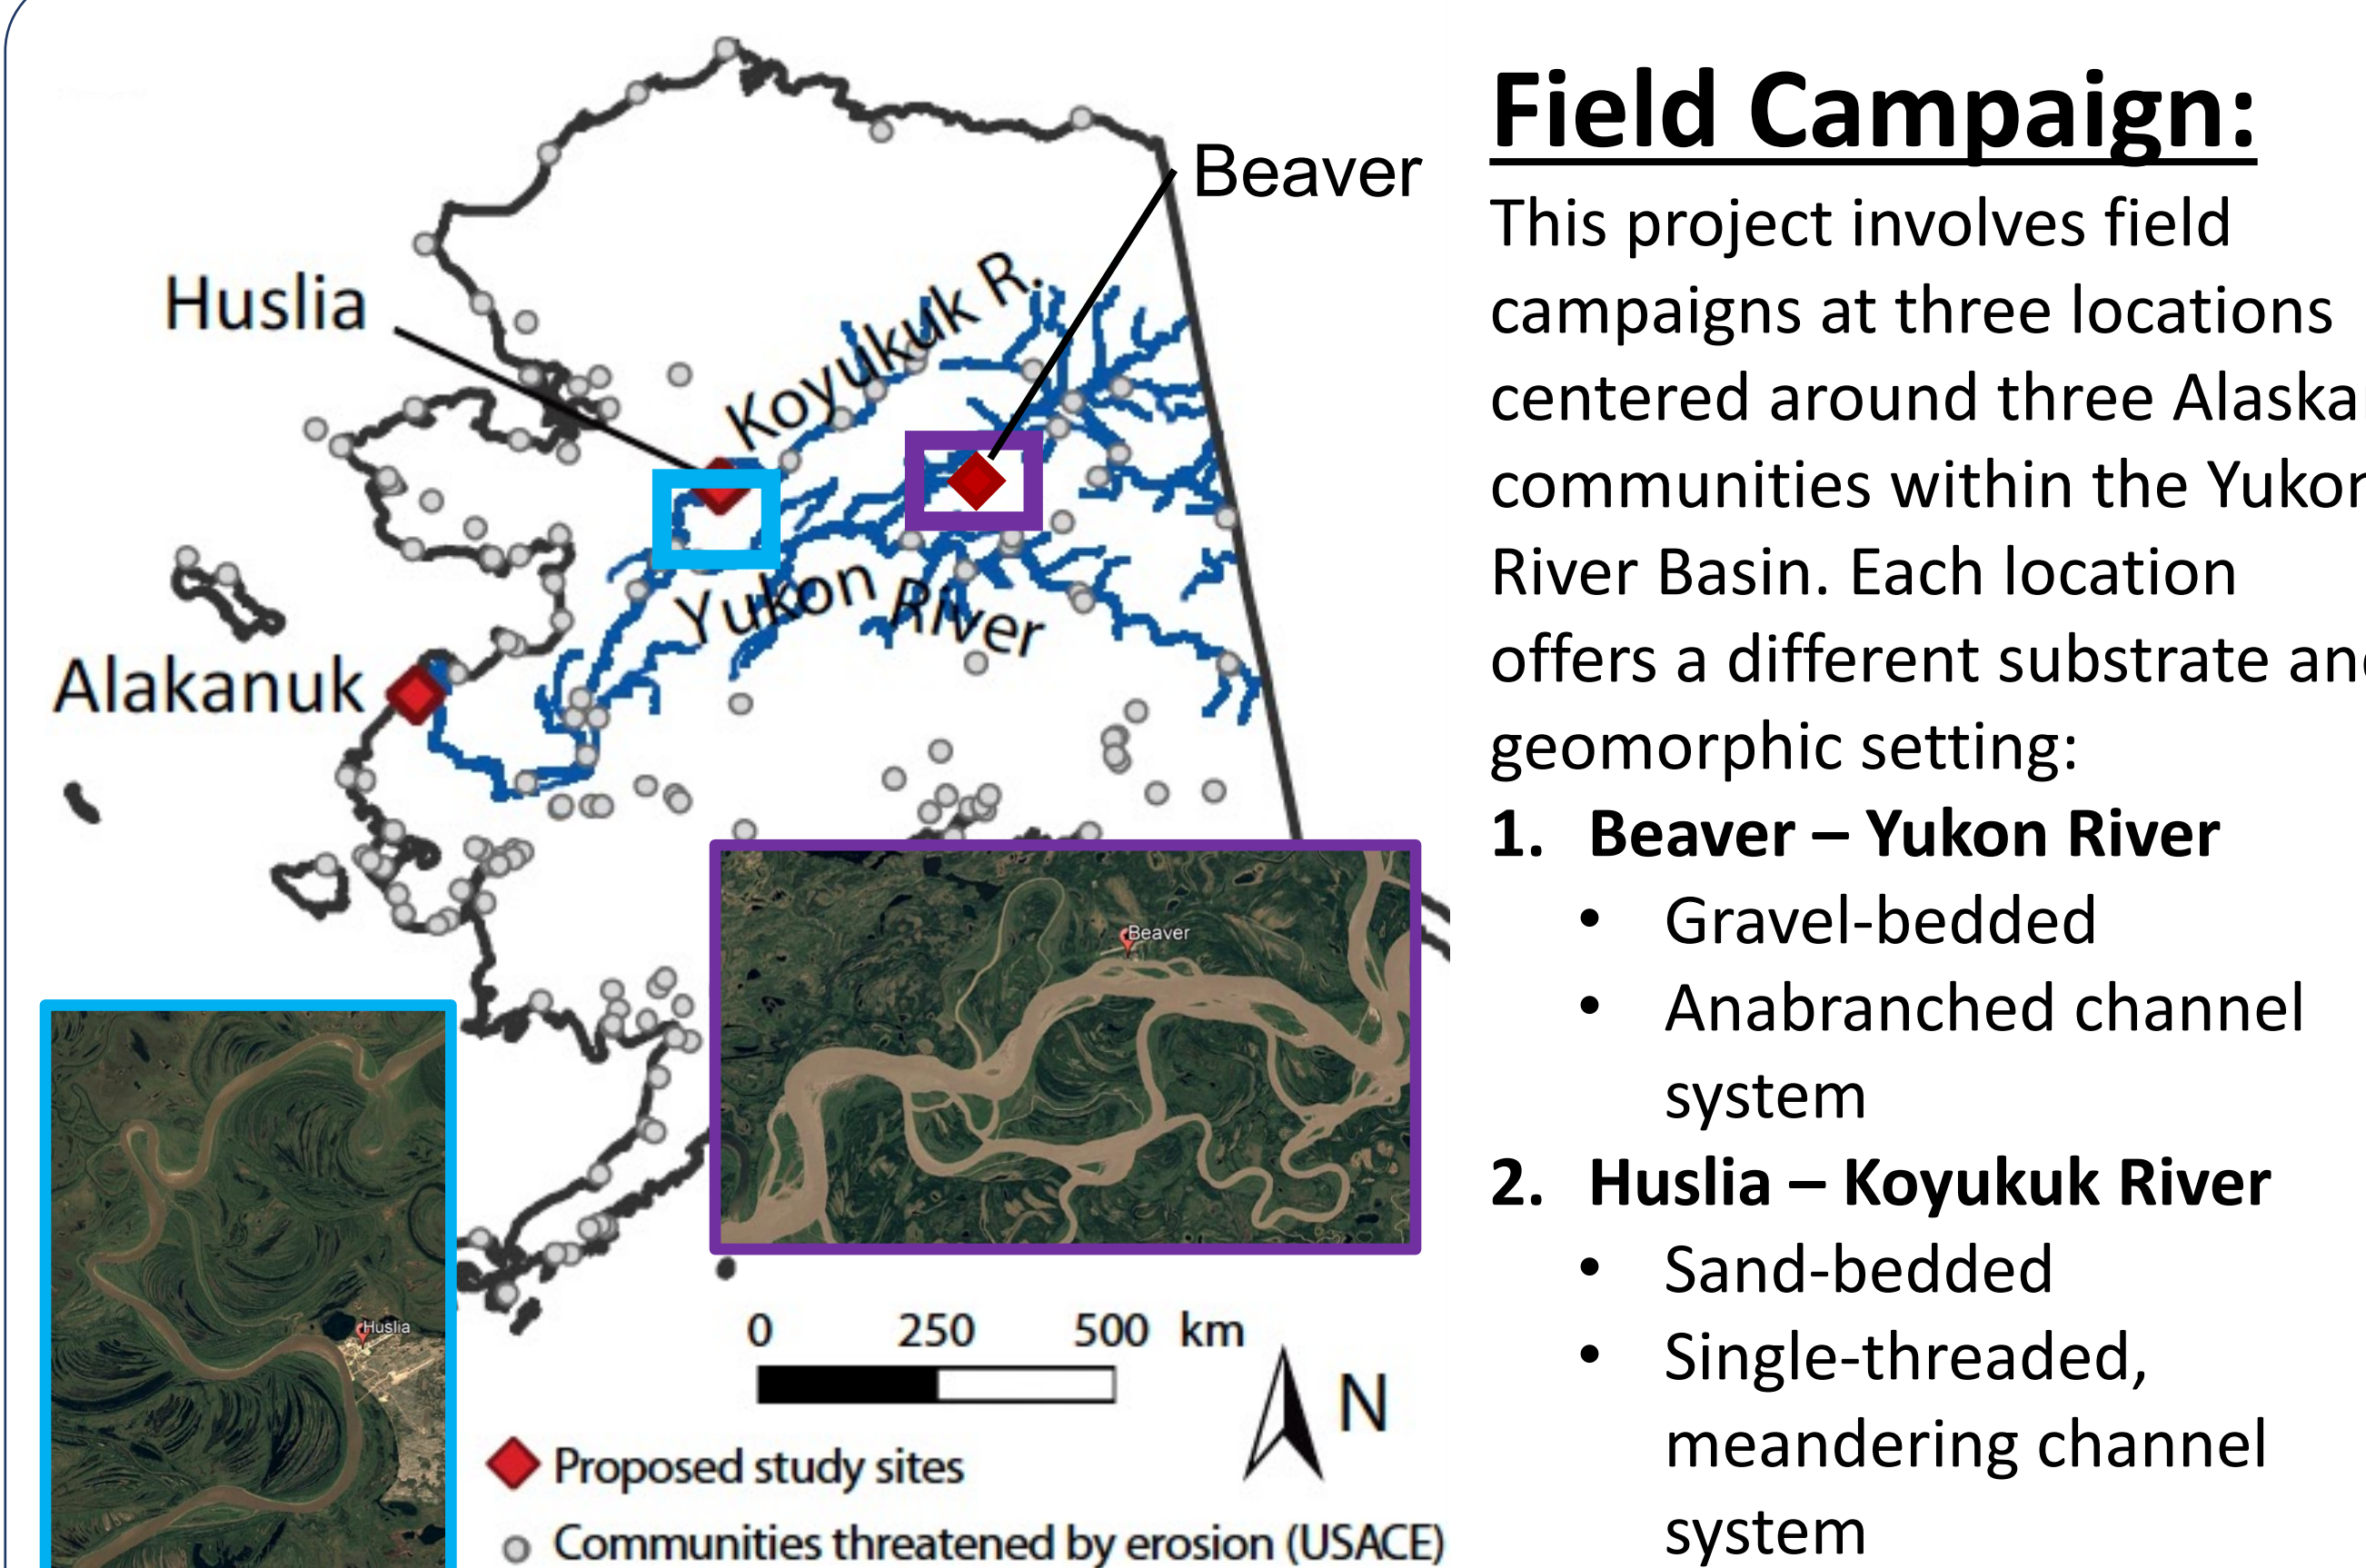 Beaver
Huslia
Koyukuk R.
Yukon River
Alakanuk
Beaver
Huslia
0 250 500 km
N
Proposed study sites
Communities threatened by erosion (USACE)
Field Campaign:
This project involves field
campaigns at three locations
centered around three Alaska
communities within the Yukon
River Basin. Each location
offers a different substrate and
geomorphic setting:
1. Beaver – Yukon River
• Gravel-bedded
• Anabranched channel
system
2. Huslia – Koyukuk River
• Sand-bedded
• Single-threaded,
meandering channel
system